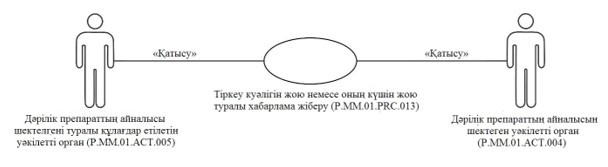 «Қатысу»
«Қатысу»
Тіркеу куәлігін жою немесе оның күшін жою
туралы хабарлама жіберу (P.MM.01.PRC.013)
Дәрілік препараттың айналысы
шектелгені туралы құлағдар етілетін
уәкілетті орган (P.MM.01.ACT.005)
Дәрілік препараттың айналысын
шектеген уәкілетті орган
(P.MM.01.ACT.004)